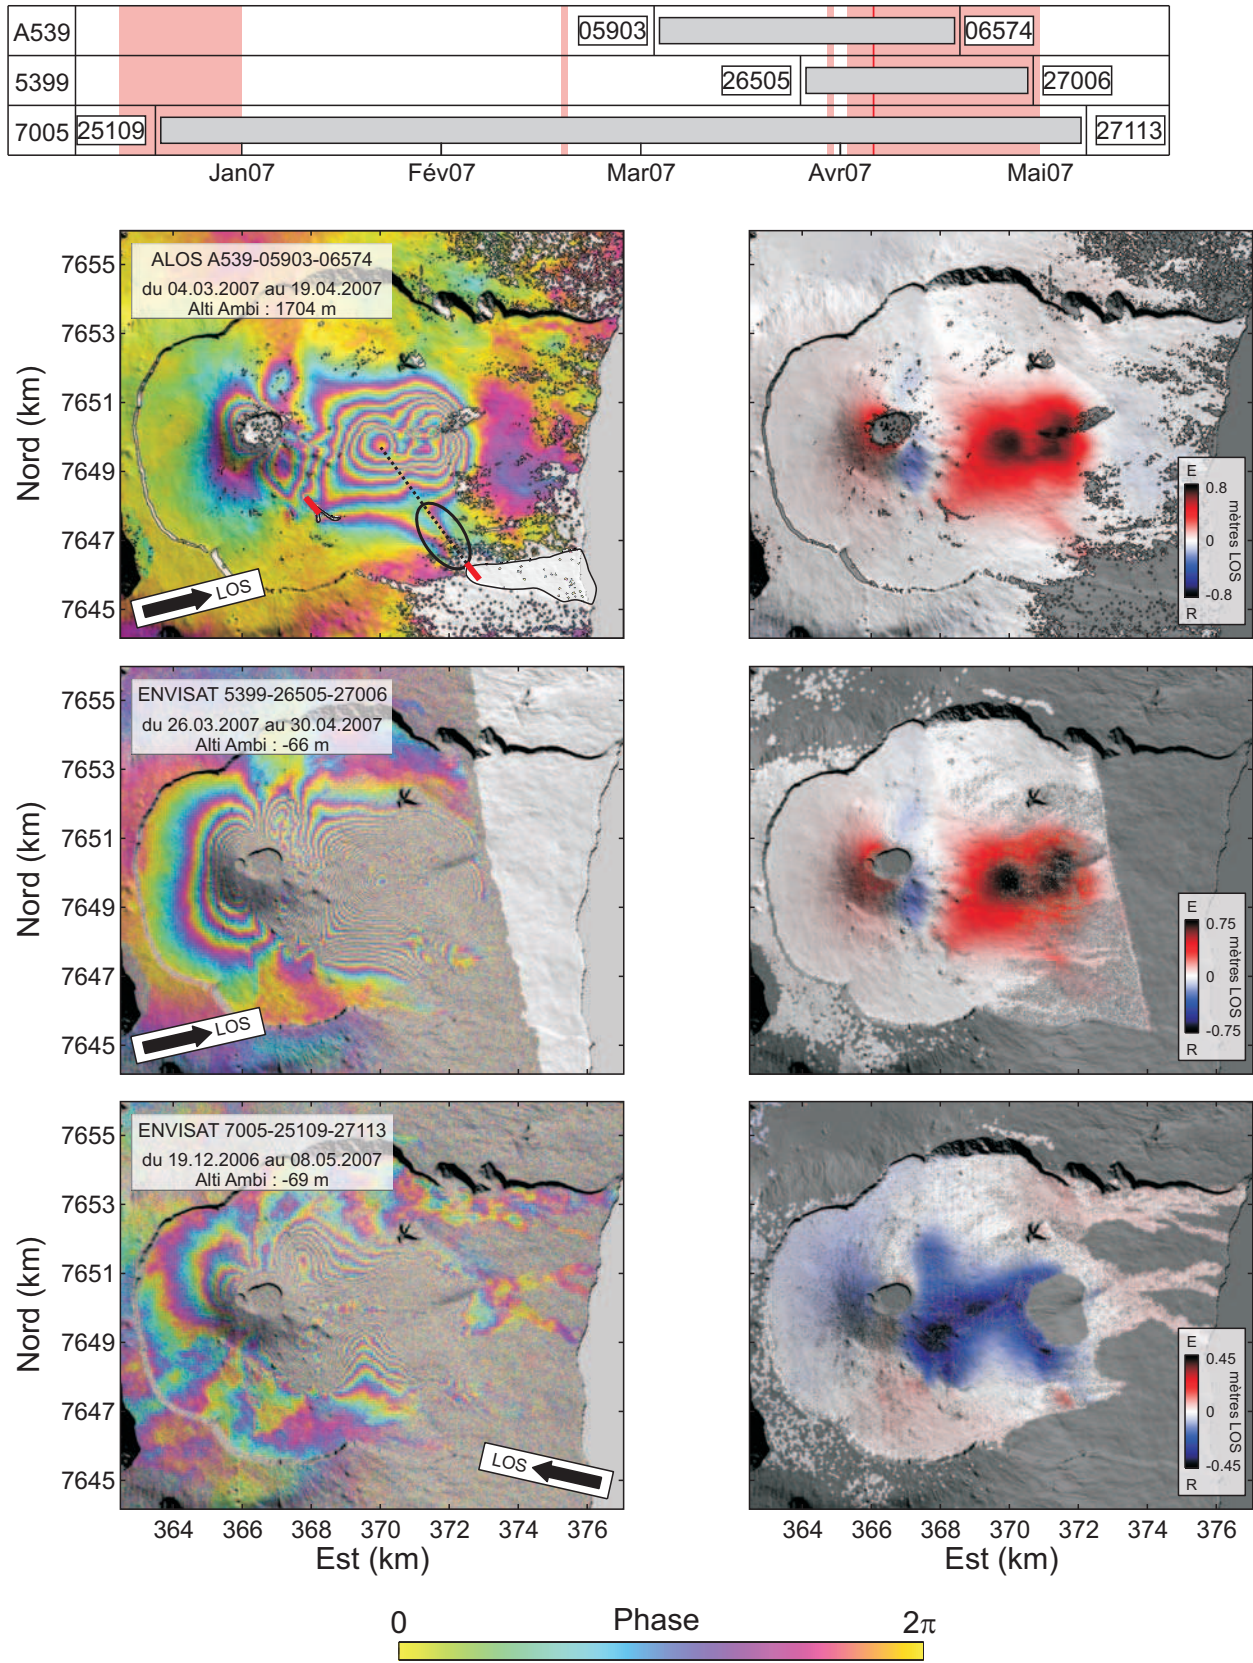 A539 05903 06574
5399 26505 27006
7005 25109 27113
Jan07 Fév07 Mar07 Avr07 Mai07
ALOS A539-05903-06574
du 04.03.2007 au 19.04.2007
Alti Ambi : 1704 m
7655
7653
7651
7649
7647
7645
Nord (km)
LOS
E
0.8
0
-0.8
R
mètres LOS
ENVISAT 5399-26505-27006
du 26.03.2007 au 30.04.2007
Alti Ambi : -66 m
7655
7653
7651
7649
7647
7645
Nord (km)
LOS
E
0.75
0
-0.75
R
mètres LOS
ENVISAT 7005-25109-27113
du 19.12.2006 au 08.05.2007
Alti Ambi : -69 m
7655
7653
7651
7649
7647
7645
Nord (km)
LOS
E
0.45
0
-0.45
R
mètres LOS
364 366 368 370 372 374 376
Est (km)
364 366 368 370 372 374 376
Est (km)
0 Phase 2π